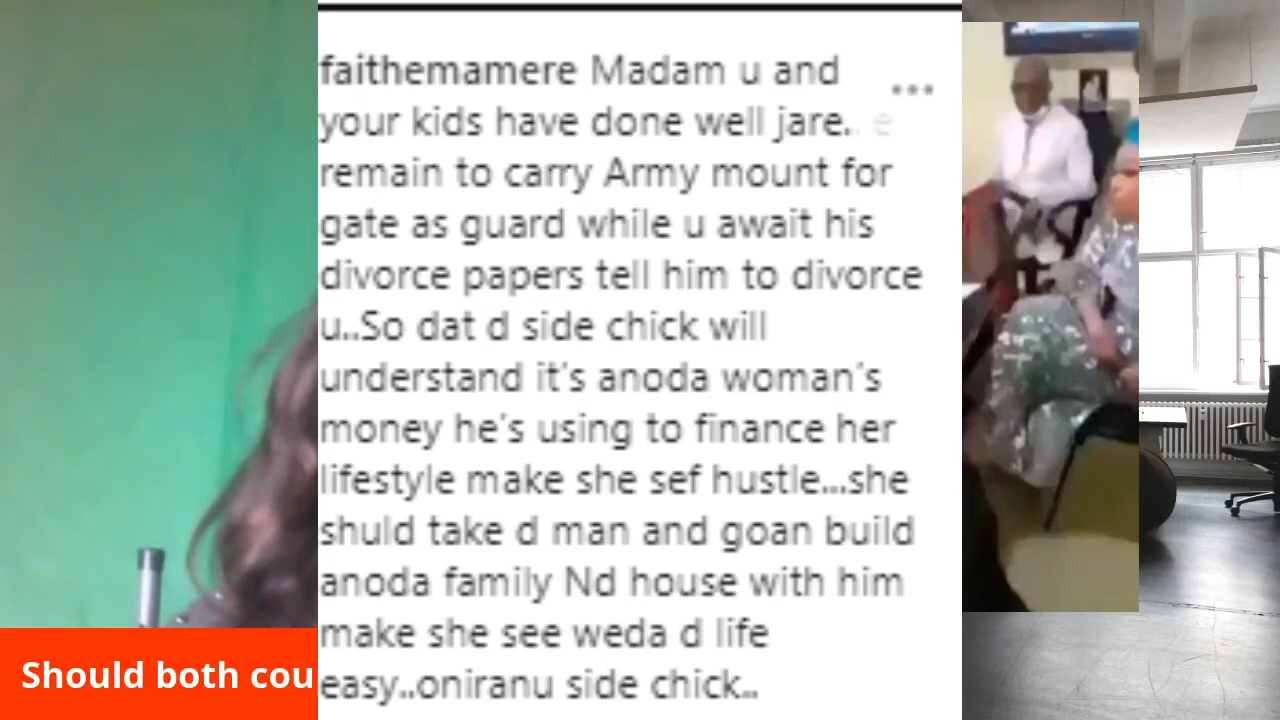 faithemamere Madam u and
your kids have done well jare.. e
remain to carry Army mount for
gate as guard while u await his
divorce papers tell him to divorce
u..So dat d side chick will
understand it's anoda woman's
money he's using to finance her
lifestyle make she sef hustle...she
shuld take d man and goan build
anoda family Nd house with him
make she see weda d life
easy..oniranu side chick..
Should both cou